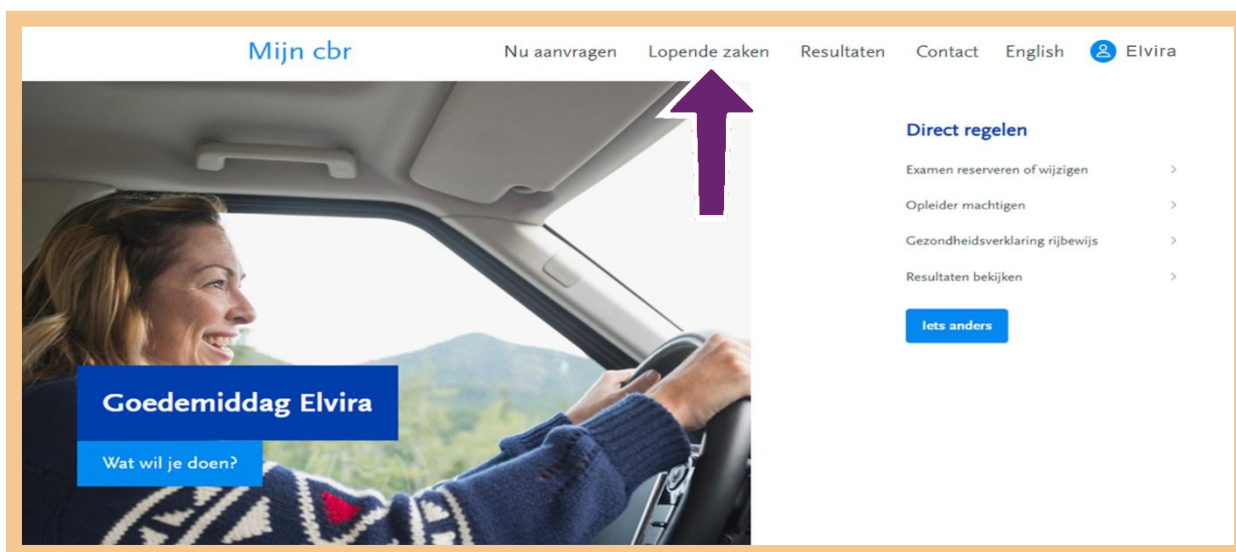 Mijn cbr Nu aanvragen Lopende zaken Resultaten Contact English Elvira
Direct regelen
Examen reserveren of wijzigen
Opleider machtigen
Gezondheidsverklaring rijbewijs
Resultaten bekijken
Iets anders
Goedemiddag Elvira
Wat wil je doen?